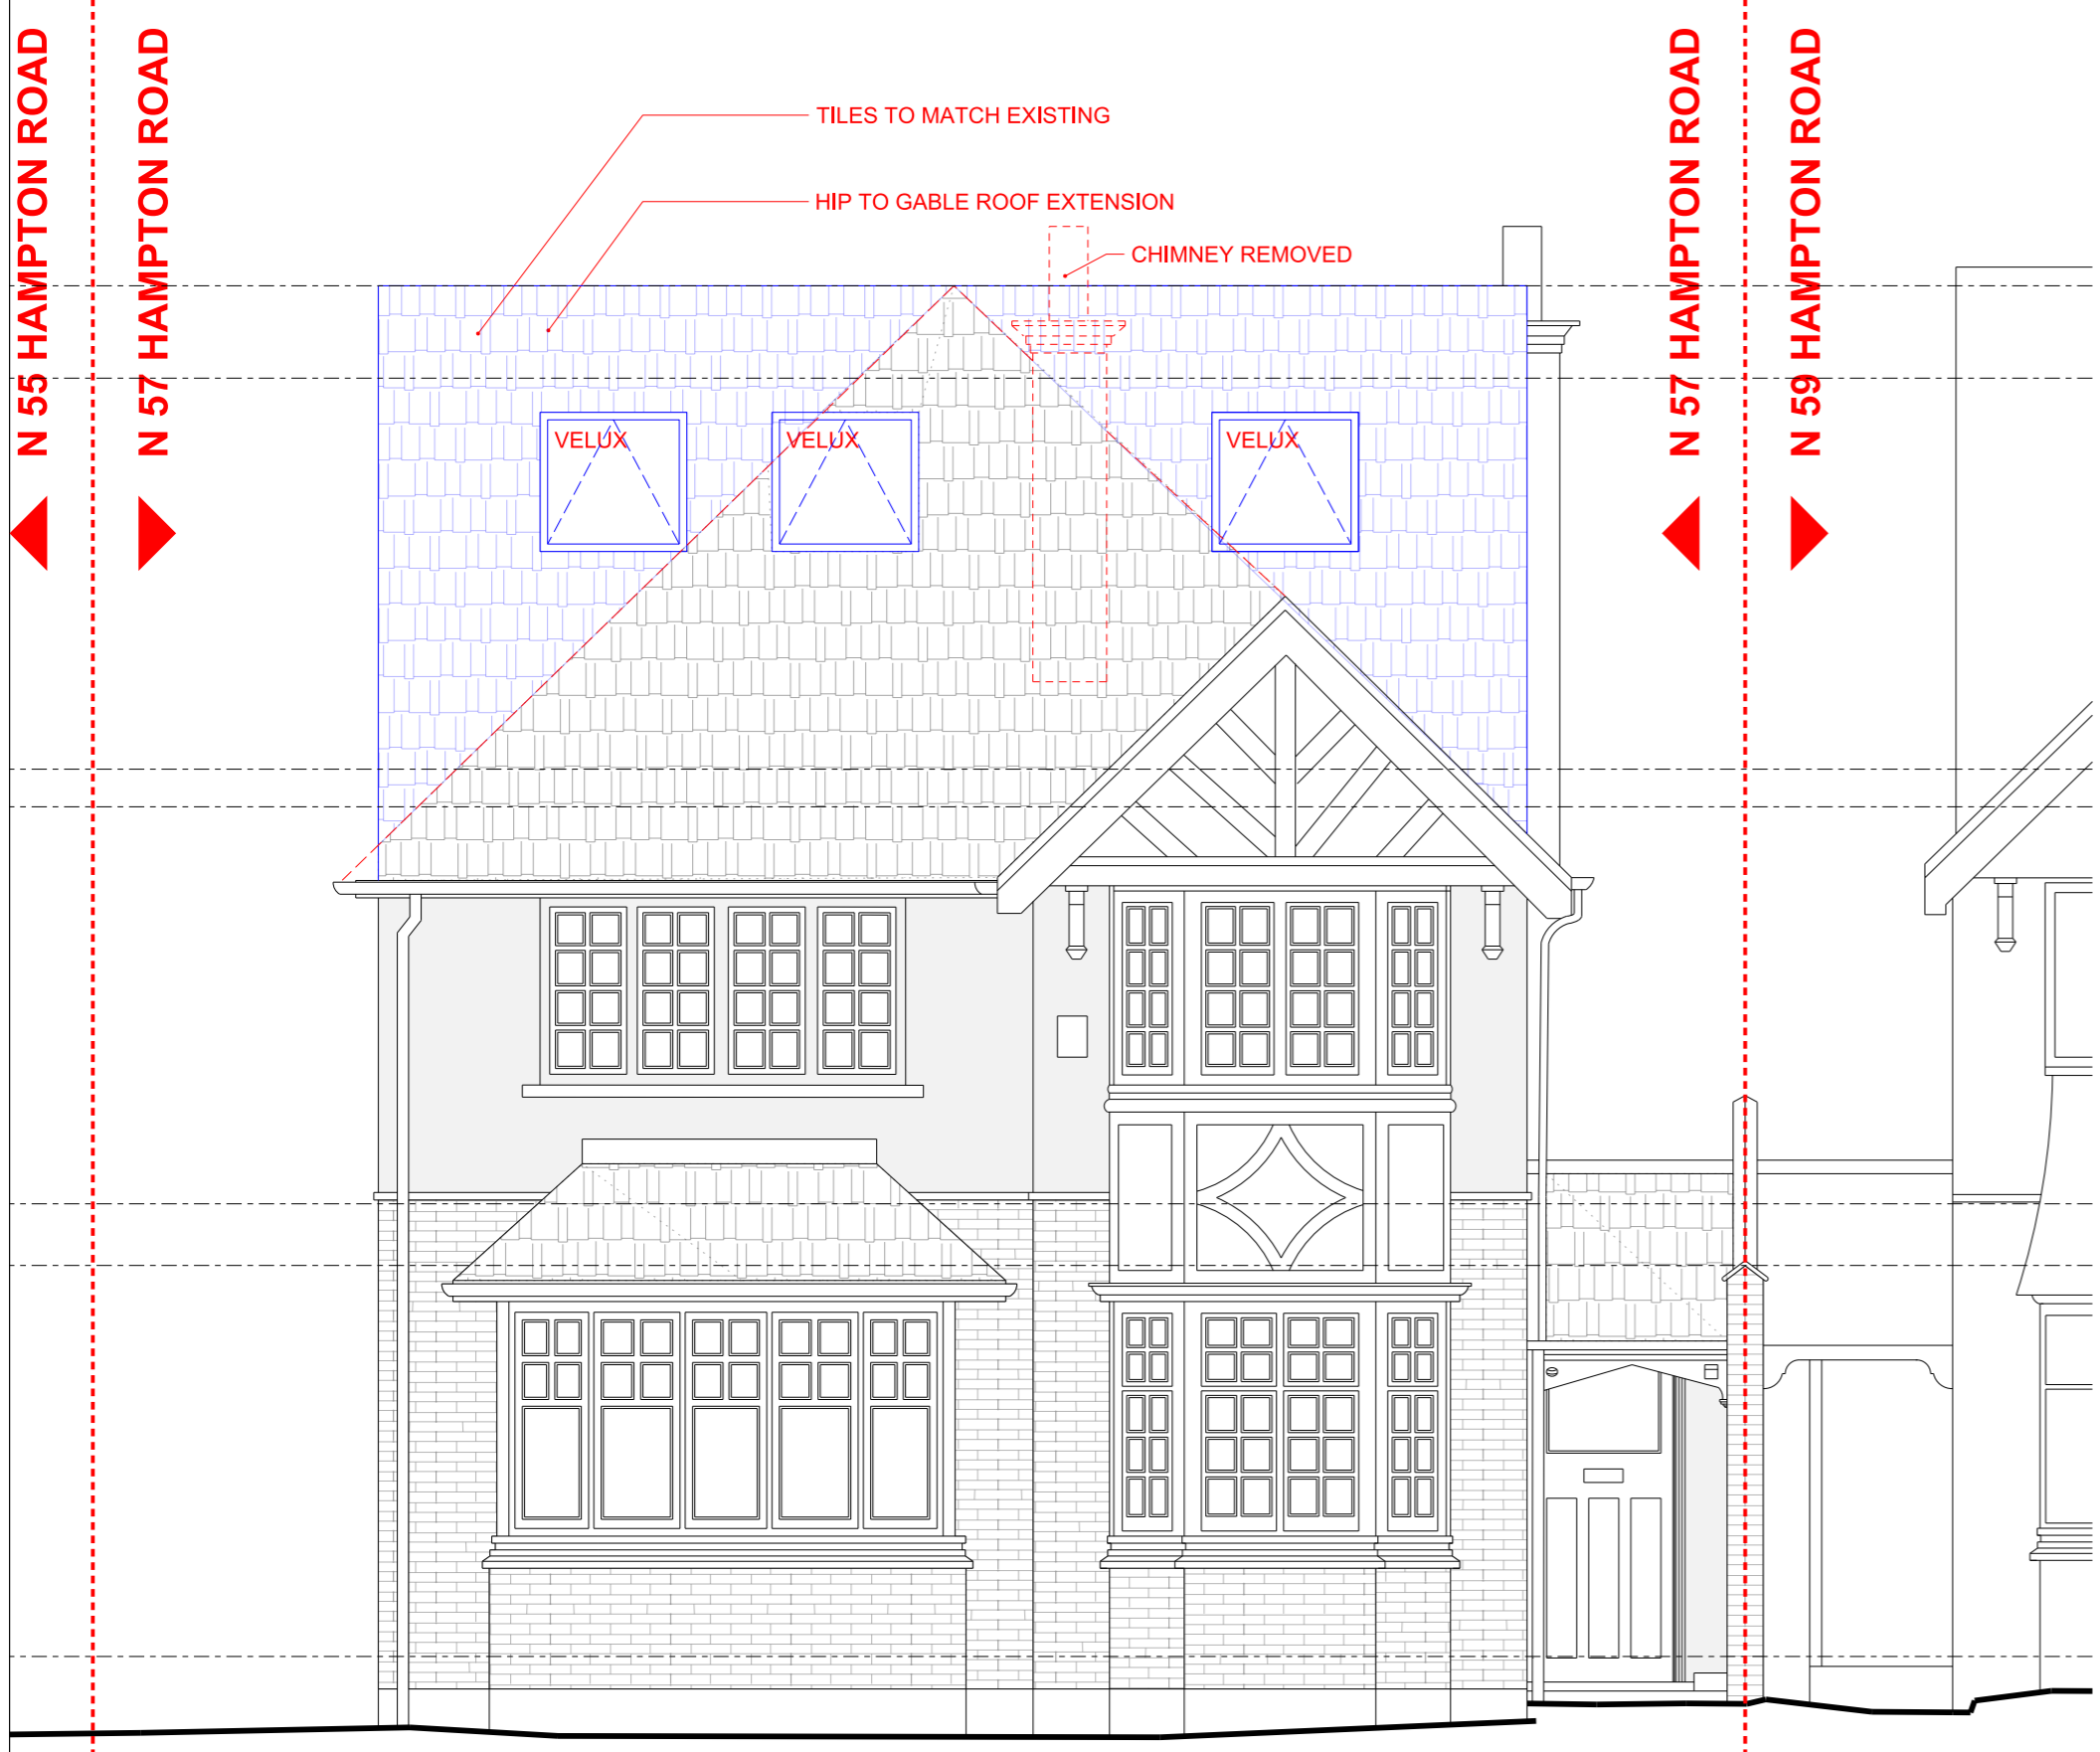 N 55 HAMPTON ROAD
N 57 HAMPTON ROAD
TILES TO MATCH EXISTING
HIP TO GABLE ROOF EXTENSION
CHIMNEY REMOVED
VELUX
VELUX
VELUX
N 57 HAMPTON ROAD
N 59 HAMPTON ROAD